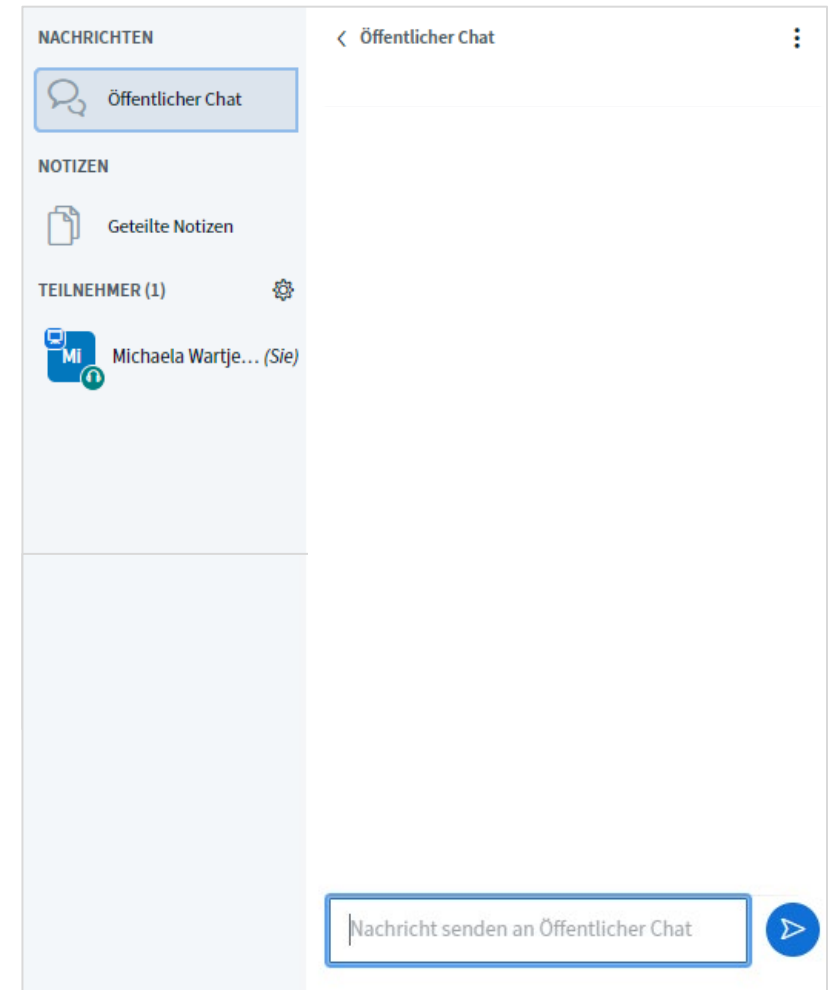 NACHRICHTEN
Öffentlicher Chat
NOTIZEN
Geteilte Notizen
TEILNEHMER (1)
Mi
Michaela Wartje... (Sie)
Öffentlicher Chat
Nachricht senden an Öffentlicher Chat